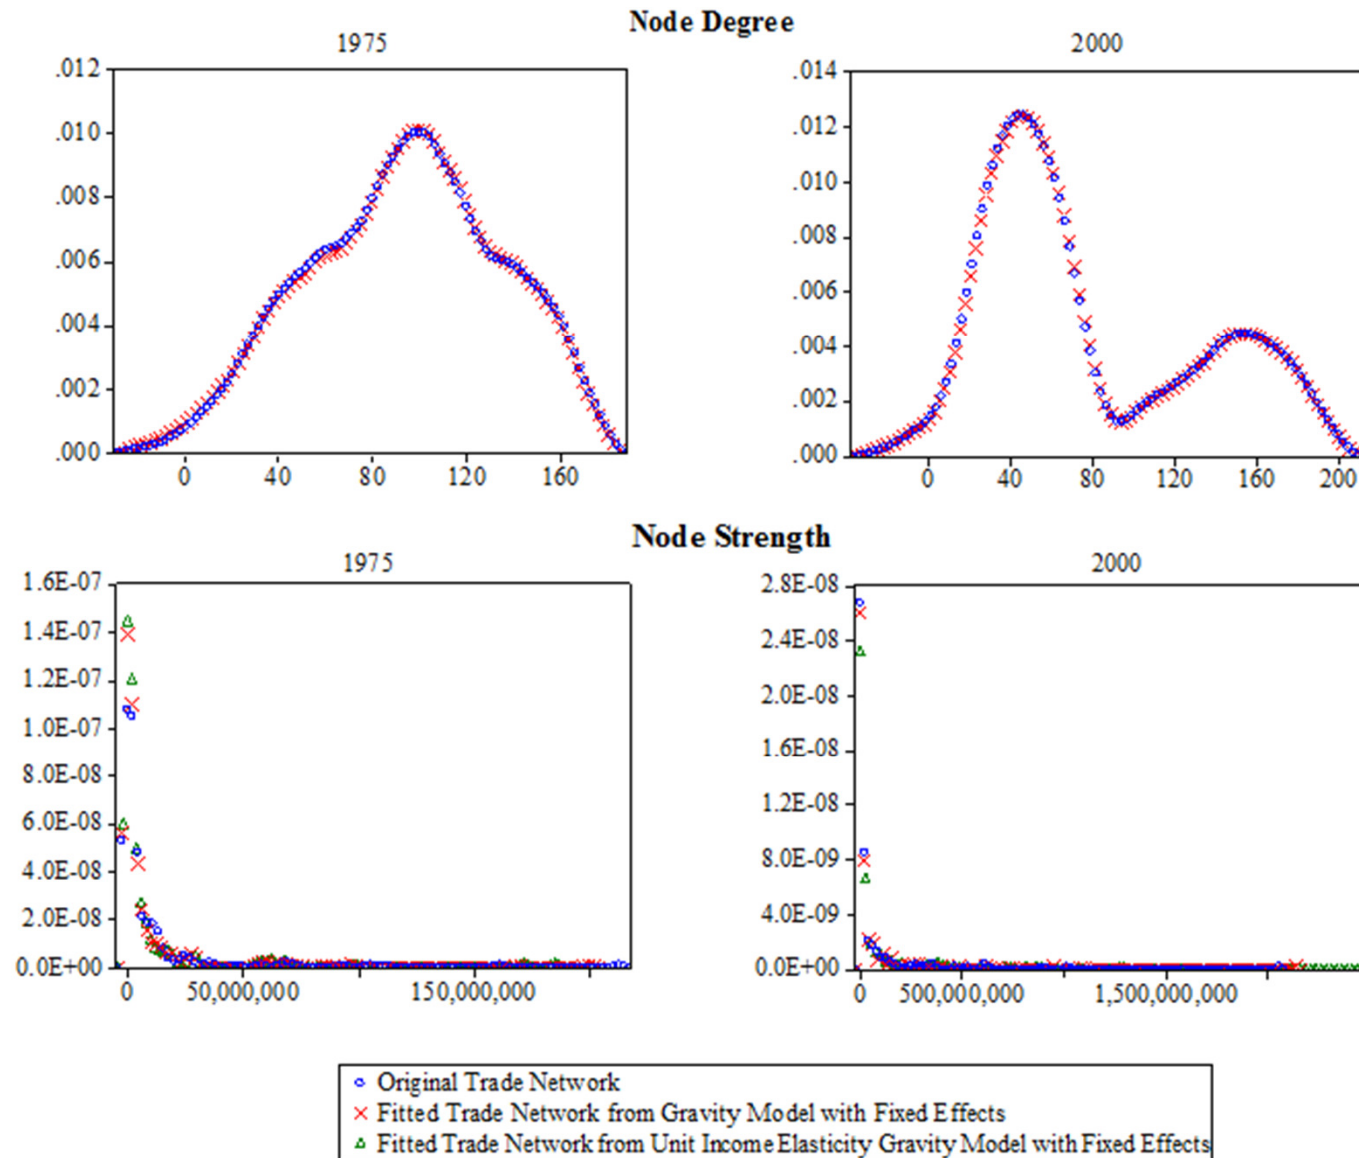 Node Degree
1975
2000
.012
.010
.008
.006
.004
.002
.000
0 40 80 120 160
.014
.012
.010
.008
.006
.004
.002
.000
0 40 80 120 160 200
Node Strength
1975
2000
1.6E-07
1.4E-07
1.2E-07
1.0E-07
8.0E-08
6.0E-08
4.0E-08
2.0E-08
0.0E+00
0 50,000,000 150,000,000
2.8E-08
2.4E-08
2.0E-08
1.6E-08
1.2E-08
8.0E-09
4.0E-09
0.0E+00
0 500,000,000 1,500,000,000
Original Trade Network
Fitted Trade Network from Gravity Model with Fixed Effects
Fitted Trade Network from Unit Income Elasticity Gravity Model with Fixed Effects